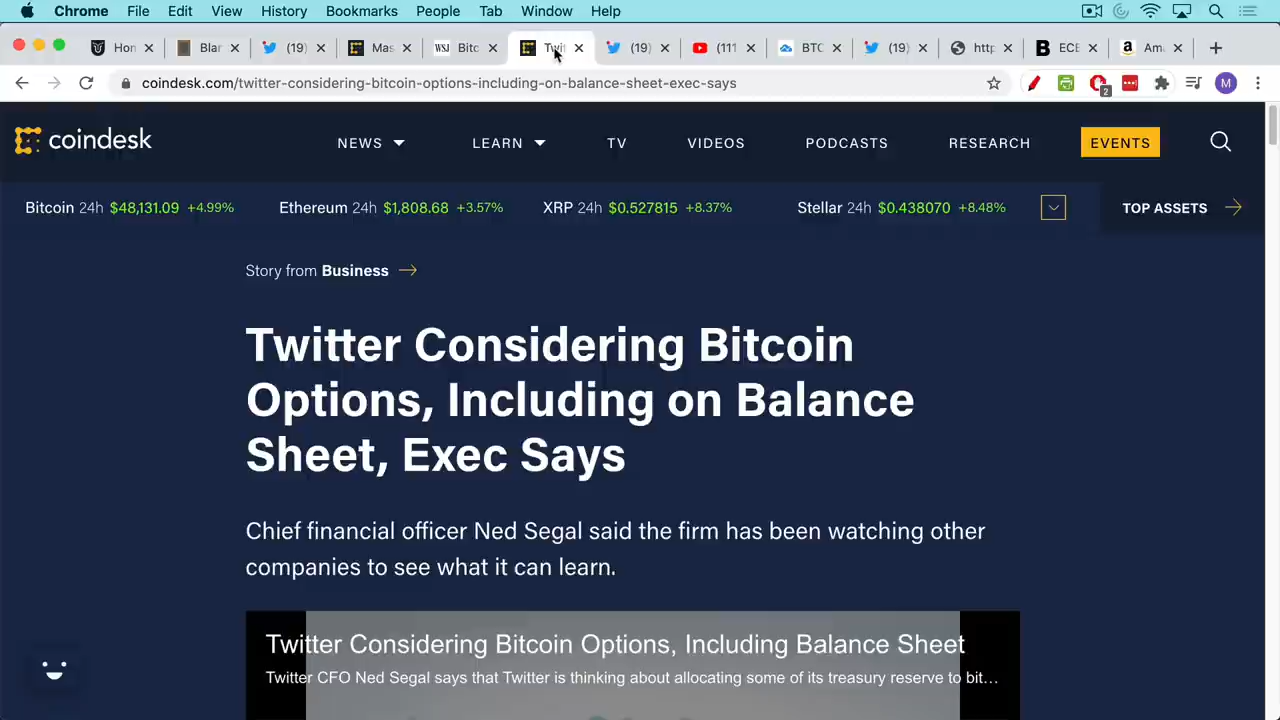 Chrome File Edit View History Bookmarks People Tab Window Help
Hon Blar (19) Mas WSJ Bitc Twit (19) (111 BTC (19) http B ECE a Am
coindesk.com/twitter-considering-bitcoin-options-including-on-balance-sheet-exec-says 2 M
coindesk NEWS LEARN TV VIDEOS PODCASTS RESEARCH EVENTS
Bitcoin 24h $48,131.09 +4.99% Ethereum 24h $1,808.68 +3.57% XRP 24h $0.527815 +8.37% Stellar 24h $0.438070 +8.48% TOP ASSETS
Story from Business
Twitter Considering Bitcoin
Options, Including on Balance
Sheet, Exec Says
Chief financial officer Ned Segal said the firm has been watching other
companies to see what it can learn.
Twitter Considering Bitcoin Options, Including Balance Sheet
Twitter CFO Ned Segal says that Twitter is thinking about allocating some of its treasury reserve to bit...